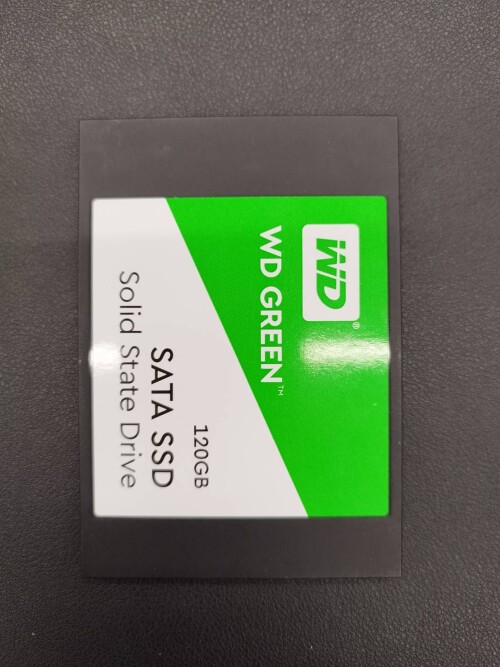 WD®
WD GREEN™
120GB
SATA SSD
Solid State Drive